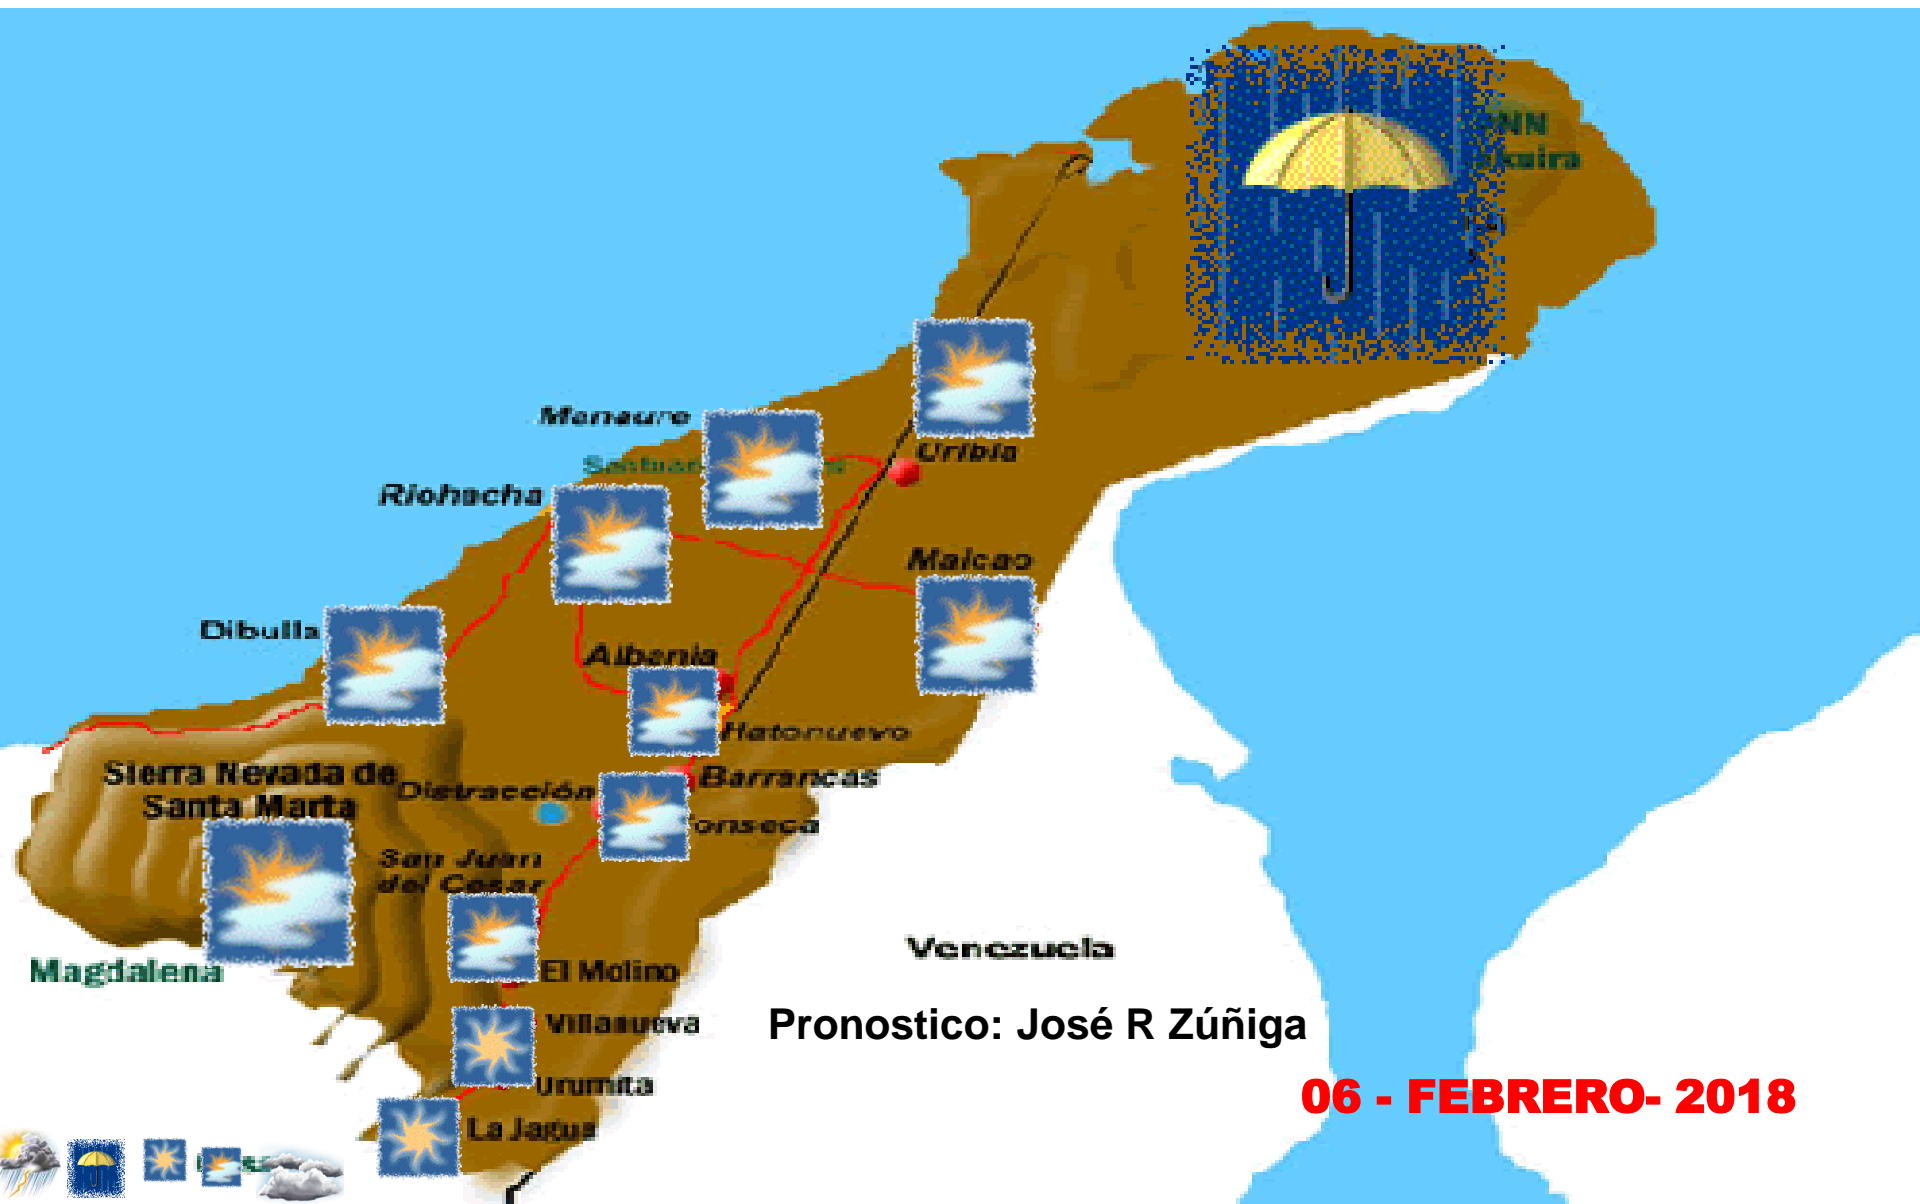 Manaure
Uribia
Riohacha
Maicao
Dibulla
Albania
Hatonuevo
Sierra Nevada de
Santa Marta
Distracción
Barrancas
onseca
San Juan
del Cesar
Magdalena
El Molino
Venezuela
Villanueva
Pronostico: José R Zúñiga
Urumita
06 - FEBRERO- 2018
La Jagua